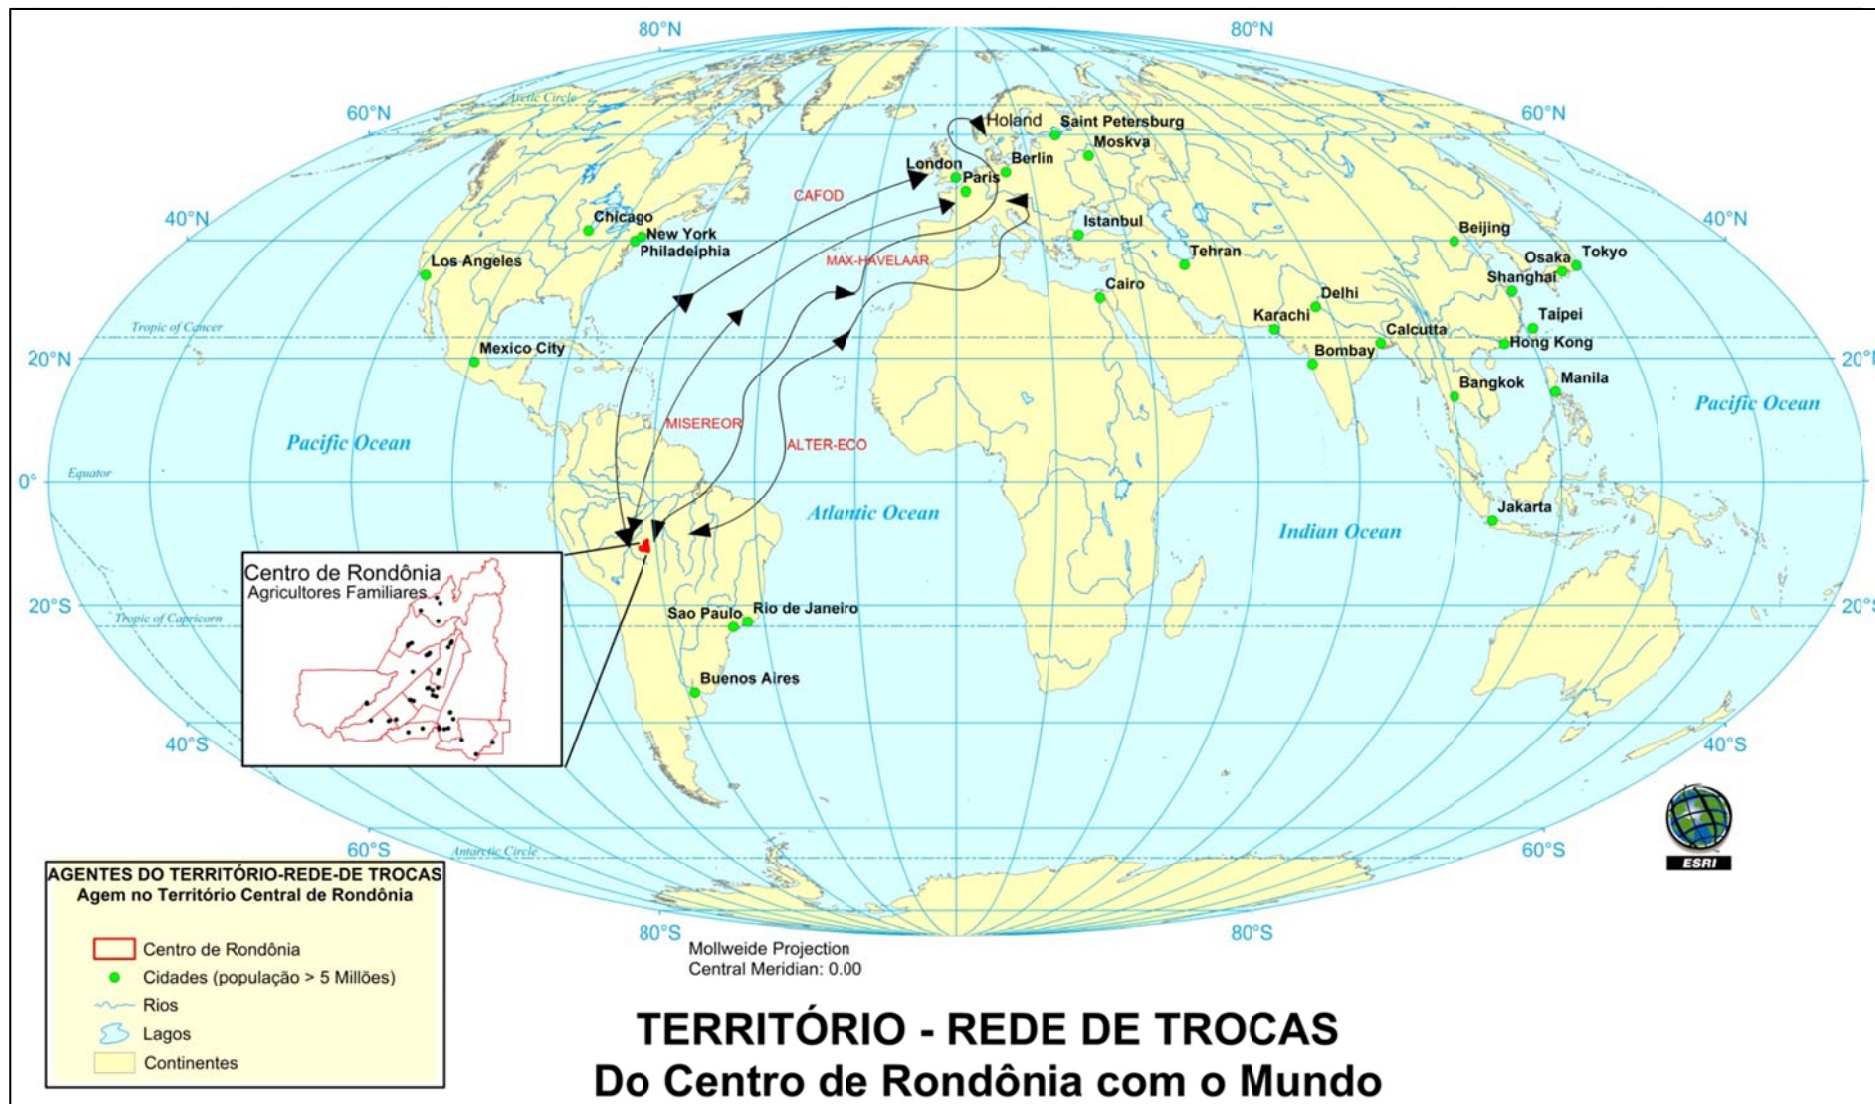 80°N
80°N
Arctic Circle
60°N
60°N
Holand
Saint Petersburg
Moskva
London
Paris
Berlin
CAFOD
40°N
40°N
Chicago
New York
Philadelphia
Istanbul
Beijing
Osaka
Tokyo
Los Angeles
MAX-HAVELAAR
Tehran
Shanghai
Cairo
Delhi
Karachi
Taípei
Tropic of Cancer
Calcutta
Hong Kong
20°N
Mexico City
Bombay
20°N
Bangkok
Manila
Pacific Ocean
MISEREOR
ALTER-ECO
Pacific Ocean
0°
Equator
Atlantic Ocean
Jakarta
Indian Ocean
Centro de Rondônia
Agricultores Familiares
20°S
Tropic of Capricorn
Sao Paulo
Rio de Janeiro
20°S
Buenos Aires
40°S
40°S
60°S
Antarctic Circle
60°S
ESRI
AGENTES DO TERRITÓRIO-REDE-DE TROCAS
Agem no Território Central de Rondônia
Centro de Rondônia
Cidades (população > 5 Millões)
Rios
Lagos
Continentes
80°S
80°S
Mollweide Projection
Central Meridian: 0.00
TERRITÓRIO - REDE DE TROCAS
Do Centro de Rondônia com o Mundo